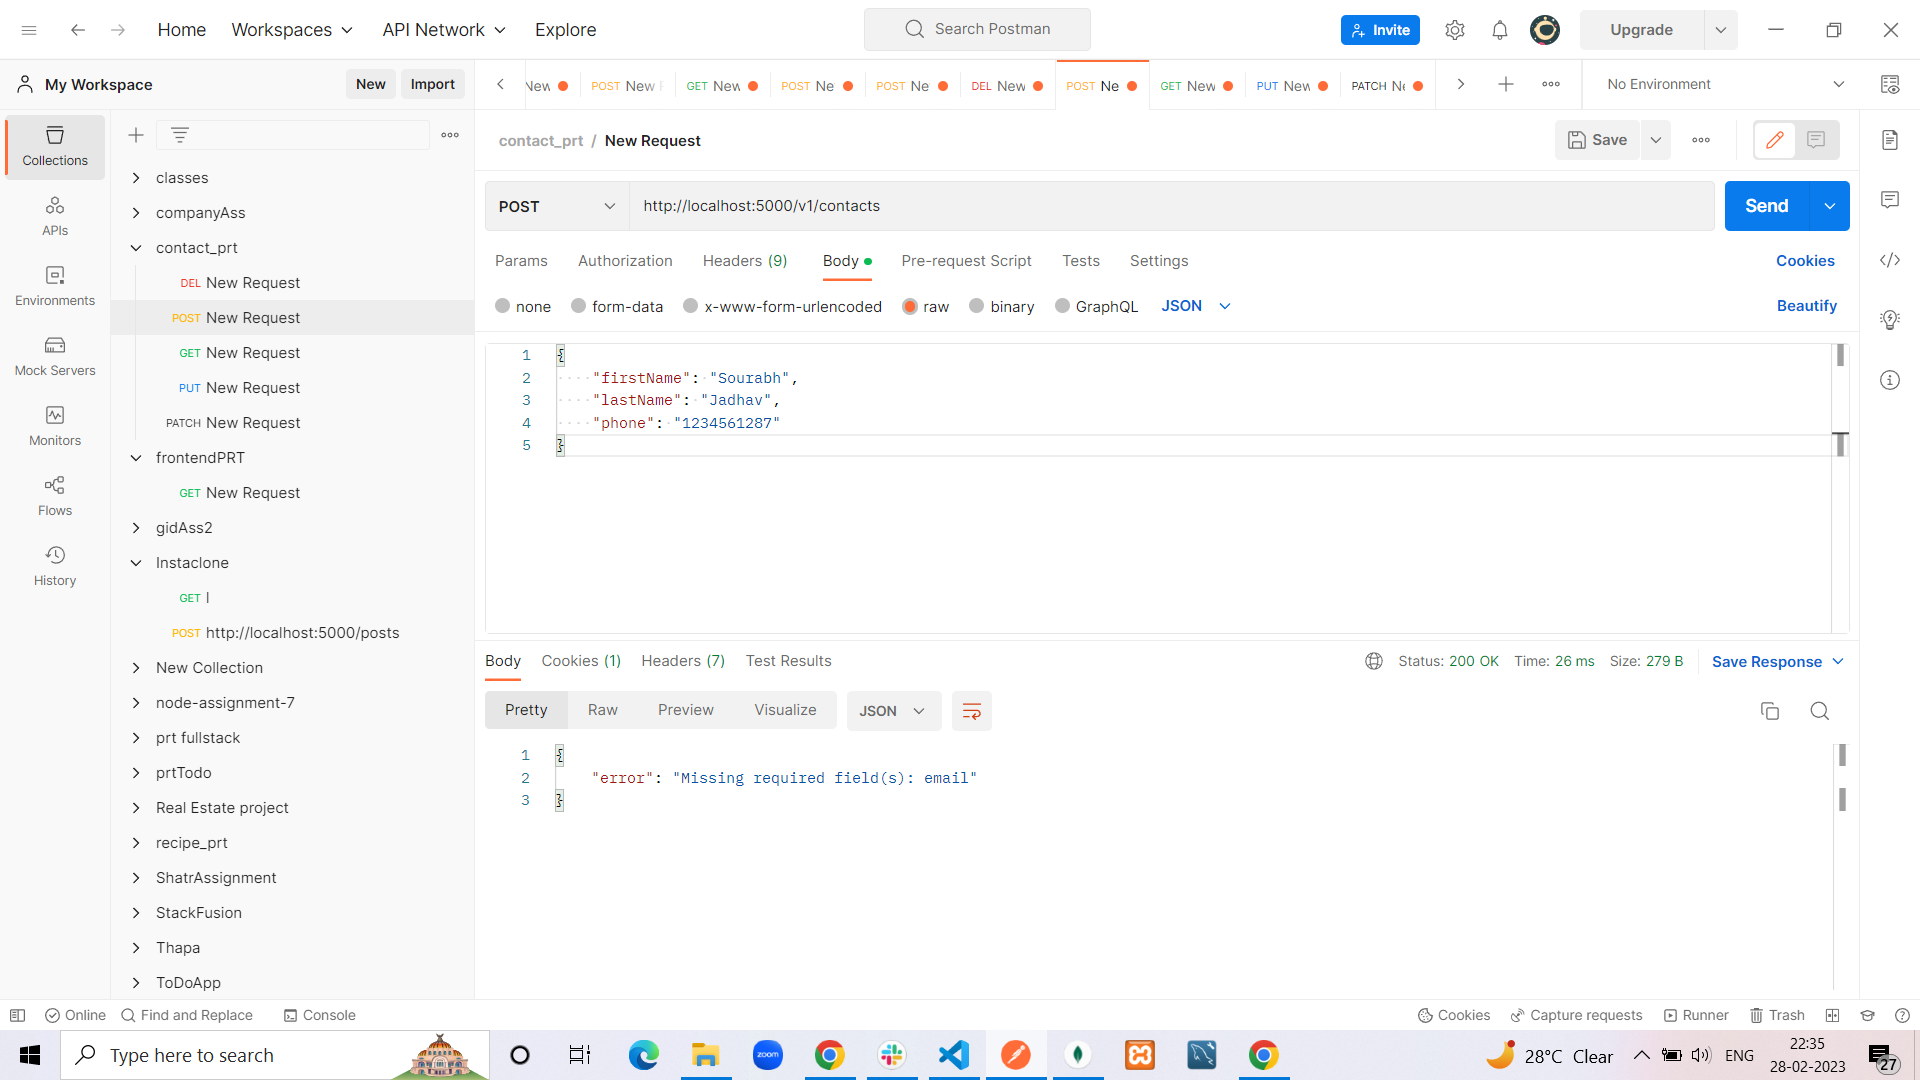 Home
Workspaces
API Network
Explore
Search Postman
Invite
Upgrade
My Workspace
New
Import
New
POST New
GET New
POST Ne
POST Ne
DEL New
POST Ne
GET New
PUT New
PATCH
No Environment
Collections
APIs
Environments
Mock Servers
Monitors
Flows
History
classes
companyAss
contact_prt
DEL New Request
POST New Request
GET New Request
PUT New Request
PATCH New Request
frontendPRT
GET New Request
gidAss2
Instaclone
GET l
POST http://localhost:5000/posts
New Collection
node-assignment-7
prt fullstack
prtTodo
Real Estate project
recipe_prt
ShatrAssignment
StackFusion
Thapa
ToDoApp
contact_prt / New Request
Save
POST
http://localhost:5000/v1/contacts
Send
Params
Authorization
Headers (9)
Body
Pre-request Script
Tests
Settings
Cookies
none
form-data
x-www-form-urlencoded
raw
binary
GraphQL
JSON
Beautify
1 {
2 "firstName": "Sourabh",
3 "lastName": "Jadhav",
4 "phone": "1234561287"
5 }
Body
Cookies (1)
Headers (7)
Test Results
Status: 200 OK
Time: 26 ms
Size: 279 B
Save Response
Pretty
Raw
Preview
Visualize
JSON
1 {
2 "error": "Missing required field(s): email"
3 }
Online
Find and Replace
Console
Cookies
Capture requests
Runner
Trash
Type here to search
zoom
28°C Clear
ENG
22:35
28-02-2023
27